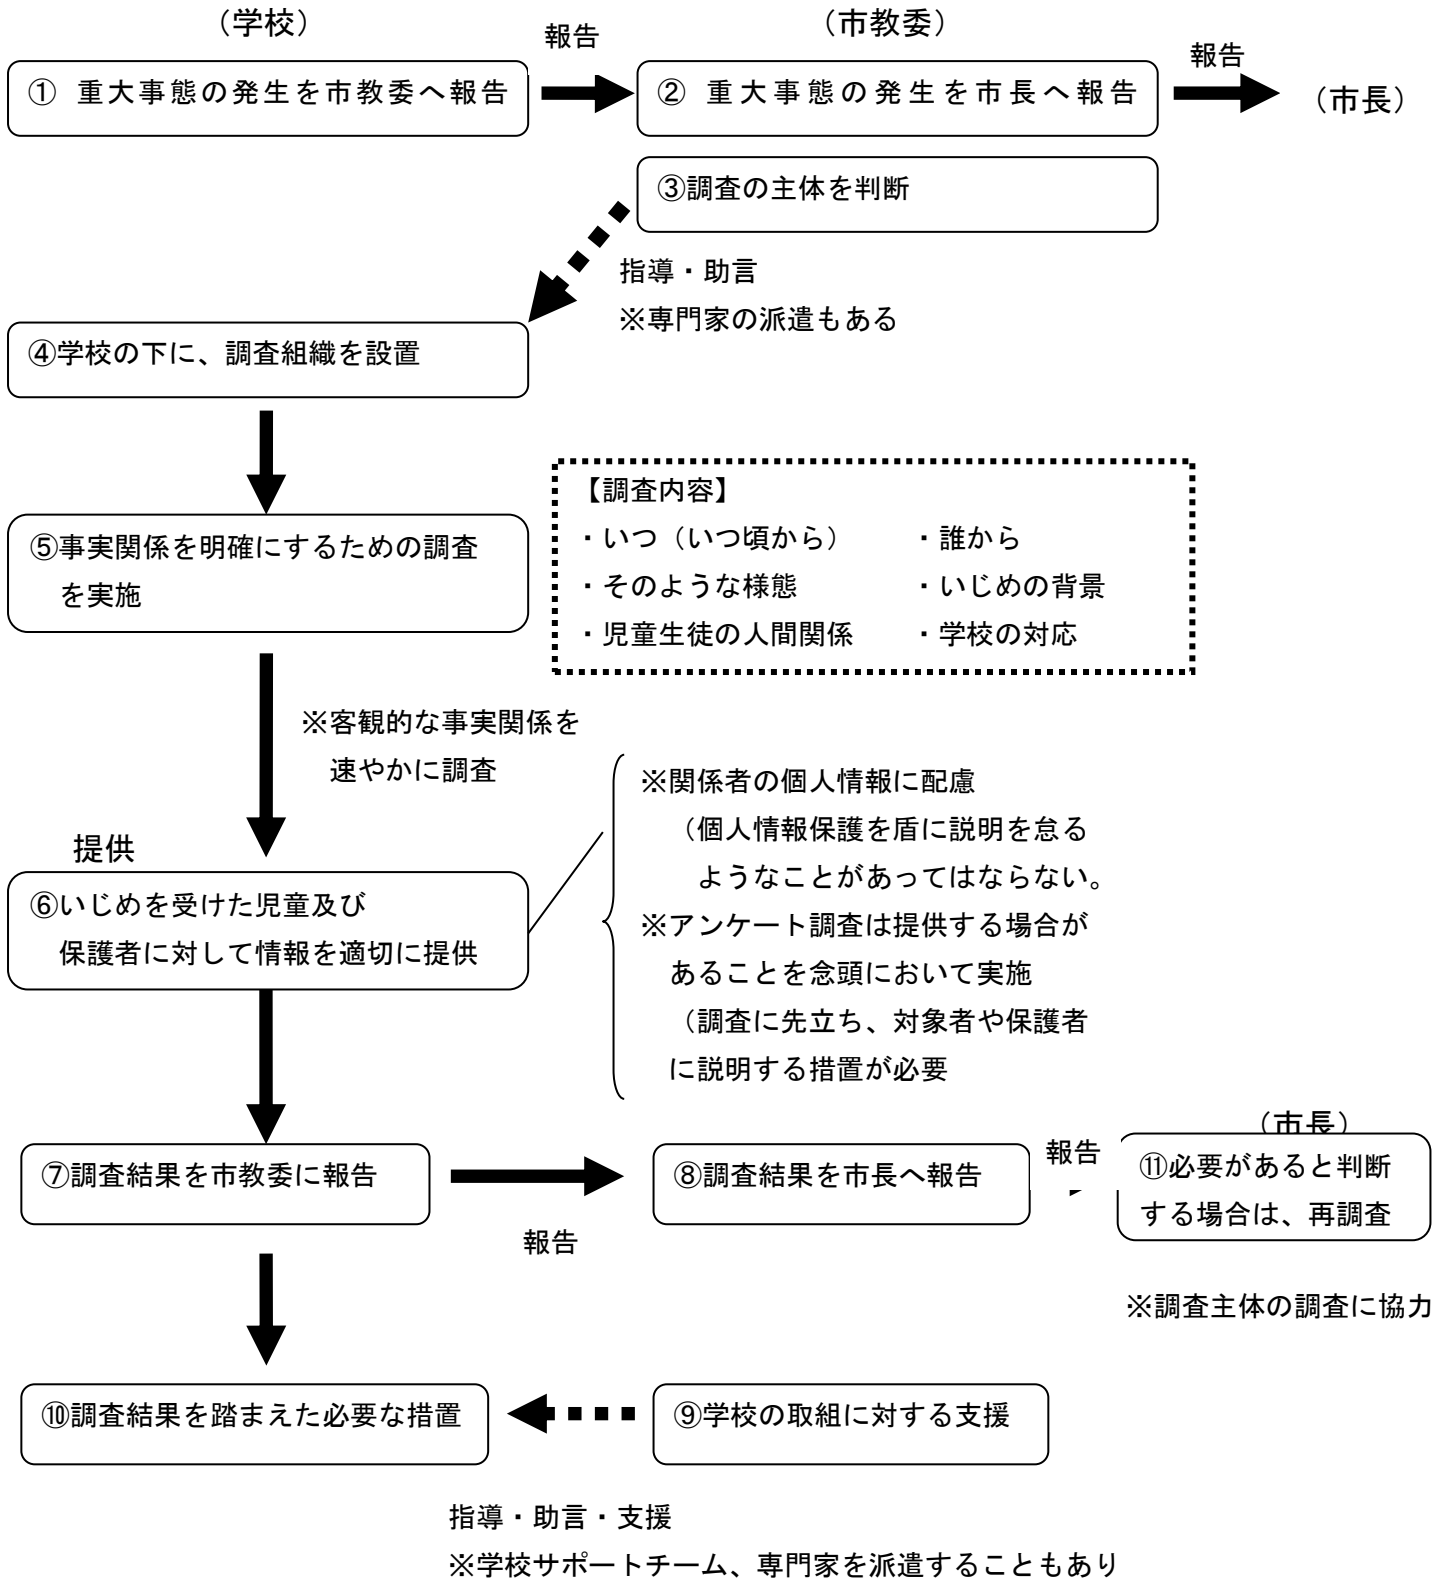 （学校）
（市教委）
報告
報告
① 重大事態の発生を市教委へ報告
② 重大事態の発生を市長へ報告
（市長）
③調査の主体を判断
指導・助言
※専門家の派遣もある
④学校の下に、調査組織を設置
【調査内容】
・いつ（いつ頃から） ・誰から
・そのような様態 ・いじめの背景
・児童生徒の人間関係 ・学校の対応
⑤事実関係を明確にするための調査
を実施
※客観的な事実関係を
速やかに調査
※関係者の個人情報に配慮
（個人情報保護を盾に説明を怠る
ようなことがあってはならない。
※アンケート調査は提供する場合が
あることを念頭において実施
（調査に先立ち、対象者や保護者
に説明する措置が必要
提供
⑥いじめを受けた児童及び
保護者に対して情報を適切に提供
（市長）
⑦調査結果を市教委に報告
報告
⑧調査結果を市長へ報告
報告
⑪必要があると判断
する場合は、再調査
※調査主体の調査に協力
⑩調査結果を踏まえた必要な措置
⑨学校の取組に対する支援
指導・助言・支援
※学校サポートチーム、専門家を派遣することもあり